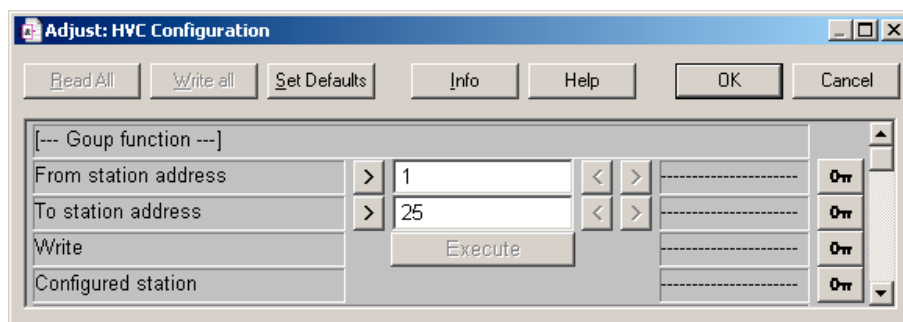 Adjust: HVC Configuration
Read All Write all Set Defaults Info Help OK Cancel
[--- Goup function ---]
From station address > 1 < > ----------------------
To station address > 25 < > ----------------------
Write Execute ----------------------
Configured station ----------------------